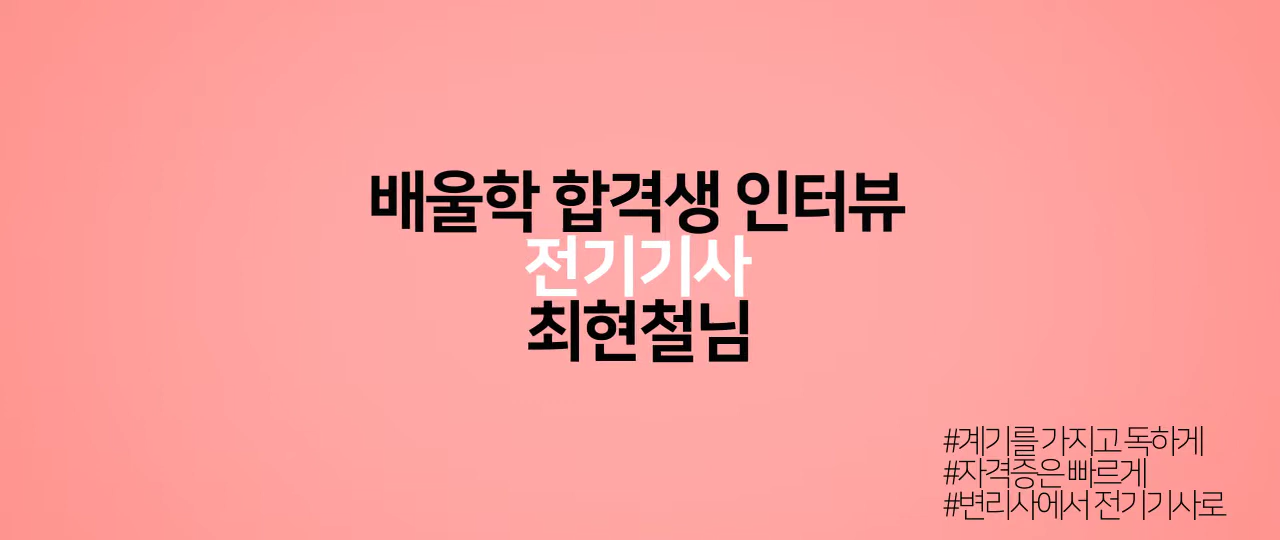 배울학 합격생 인터뷰
전기기사
최현철님
#계기를 가지고 독하게
#자격증은 빠르게
#변리사에서 전기기사로